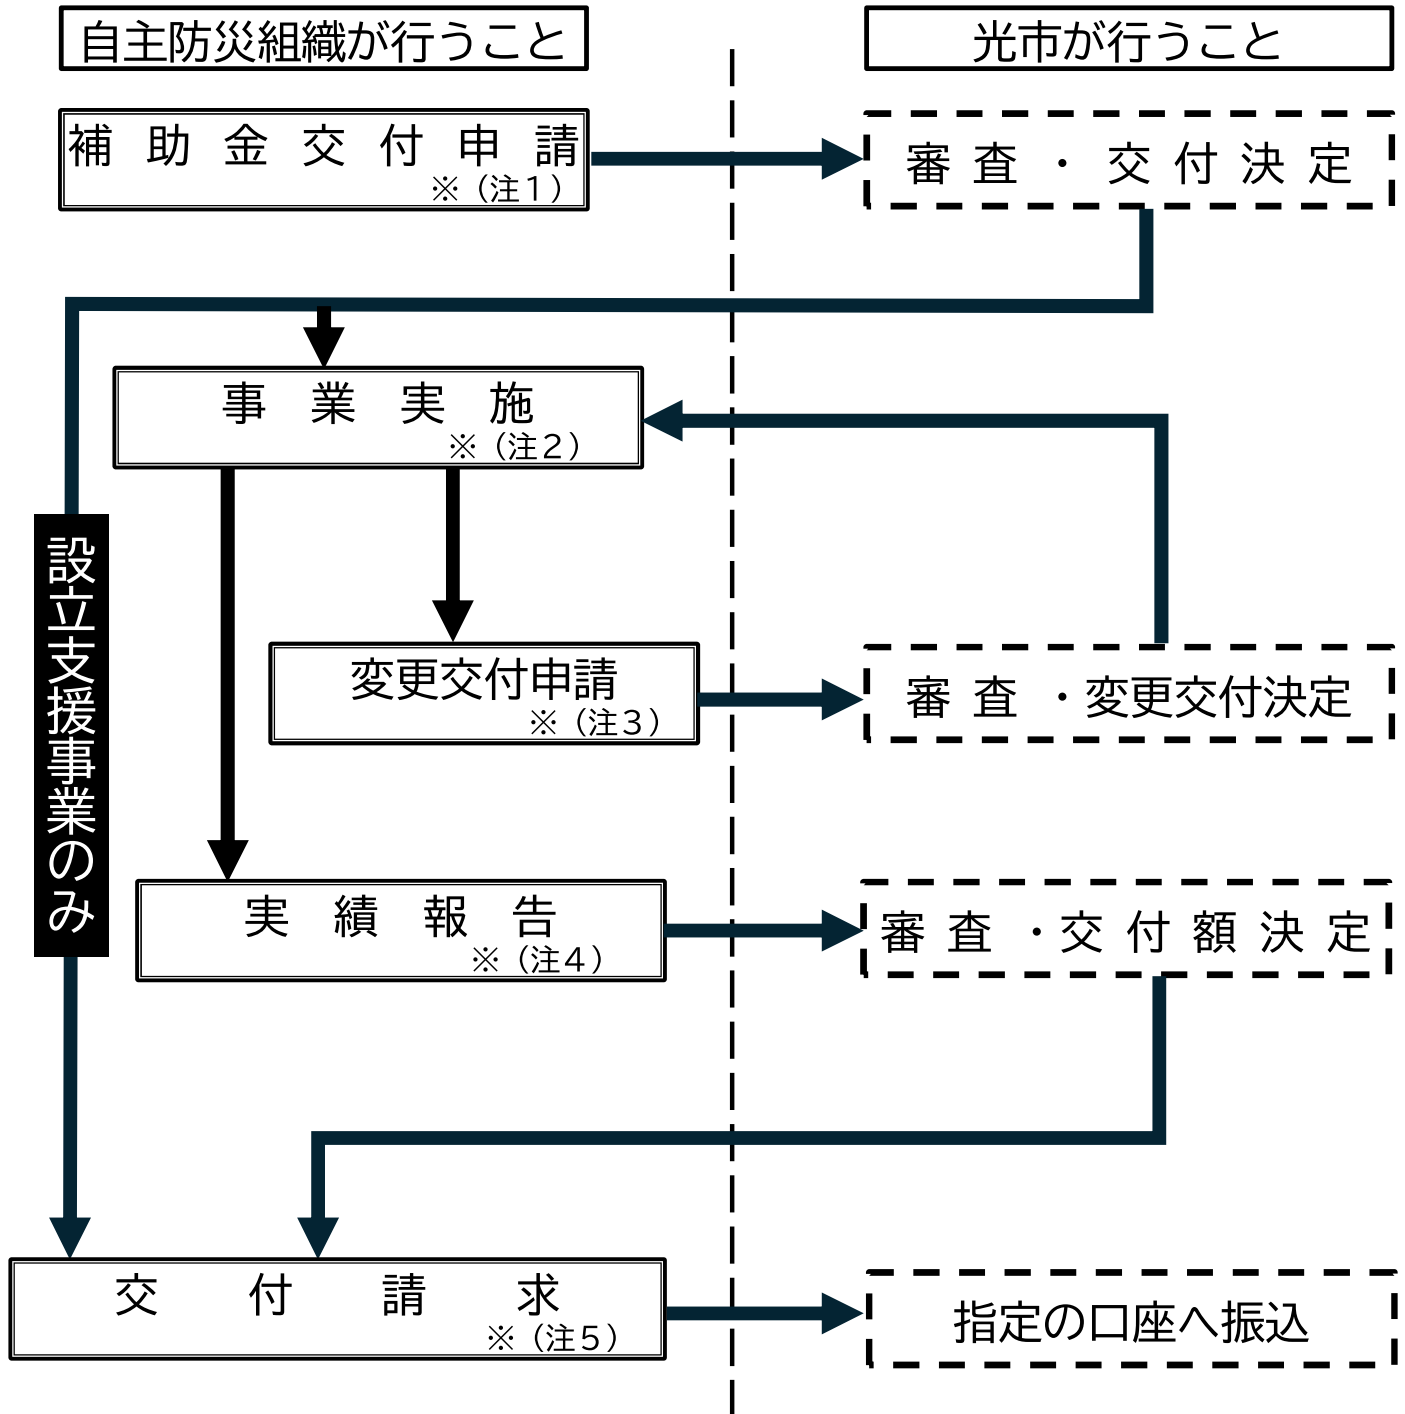 自主防災組織が行うこと
光市が行うこと
補助金交付申請
※（注１）
審査・交付決定
事業実施
※（注２）
設立支援事業のみ
変更交付申請
※（注３）
審査・変更交付決定
実績報告
※（注４）
審査・交付額決定
交付請求
※（注５）
指定の口座へ振込